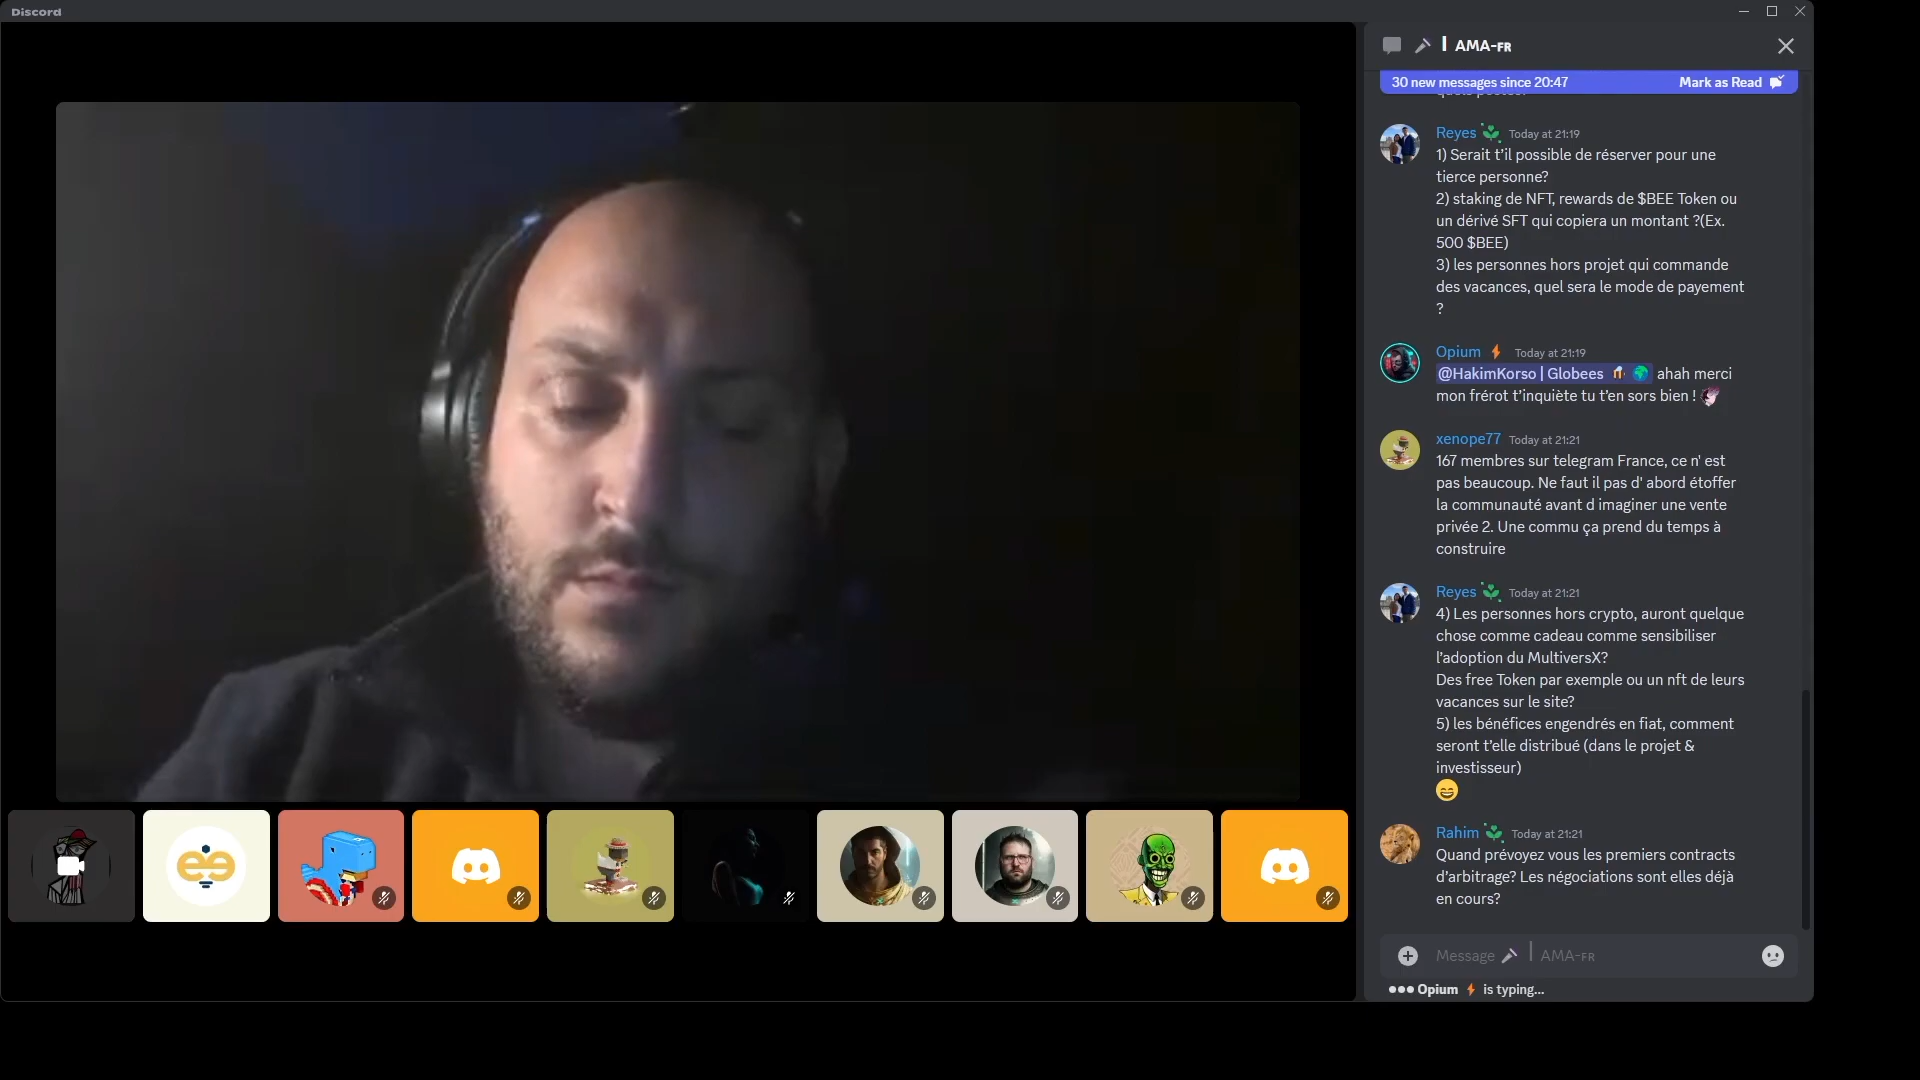 Discord
AMA-FR
30 new messages since 20:47
Mark as Read
Reyes Today at 21:19
1) Serait t'il possible de réserver pour une
tierce personne?
2) staking de NFT, rewards de $BEE Token ou
un dérivé SFT qui copiera un montant ?(Ex.
500 $BEE)
3) les personnes hors projet qui commande
des vacances, quel sera le mode de payement
?
Opium Today at 21:19
@HakimKorso | Globees ahah merci
mon frérot t'inquiète tu t'en sors bien !
xenope77 Today at 21:21
167 membres sur telegram France, ce n' est
pas beaucoup. Ne faut il pas d' abord étoffer
la communauté avant d imaginer une vente
privée 2. Une commu ça prend du temps à
construire
Reyes Today at 21:21
4) Les personnes hors crypto, auront quelque
chose comme cadeau comme sensibiliser
l'adoption du MultiversX?
Des free Token par exemple ou un nft de leurs
vacances sur le site?
5) les bénéfices engendrés en fiat, comment
seront t'elle distribué (dans le projet &
investisseur)
Rahim Today at 21:21
Quand prévoyez vous les premiers contracts
d'arbitrage? Les négociations sont elles déjà
en cours?
Message AMA-FR
Opium is typing...